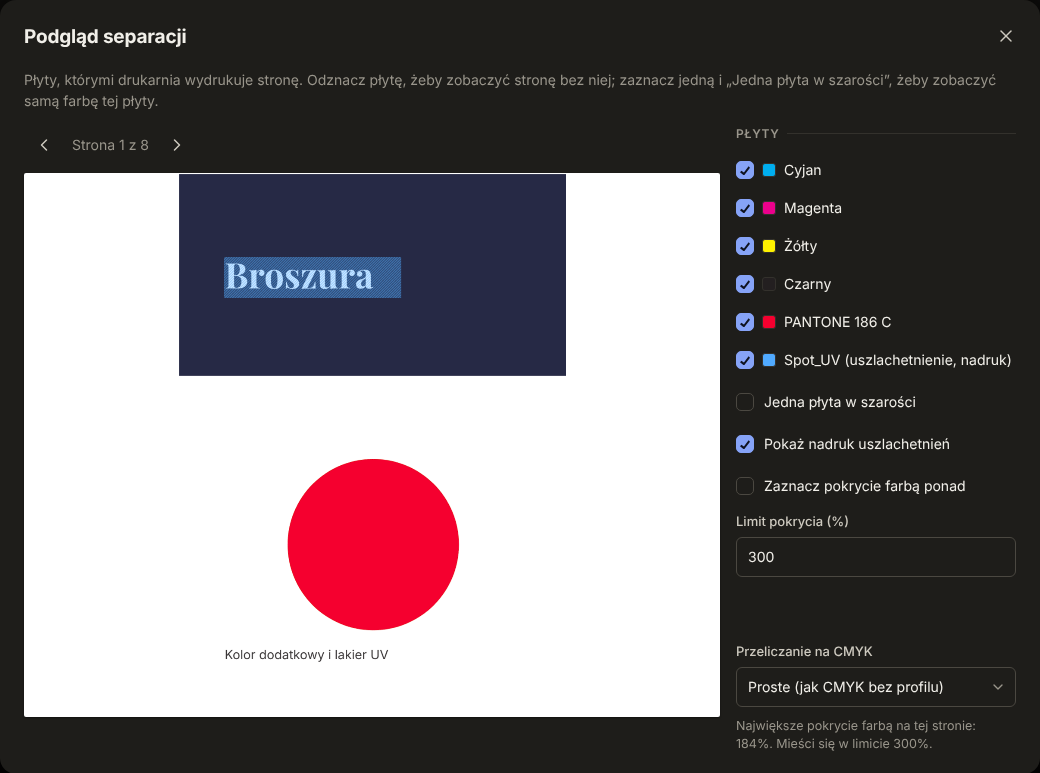 Podgląd separacji
Płyty, którymi drukarnia wydrukuje stronę. Odznacz płytę, żeby zobaczyć stronę bez niej; zaznacz jedną i „Jedna płyta w szarości”, żeby zobaczyć
samą farbę tej płyty.
Strona 1 z 8
Broszura
Kolor dodatkowy i lakier UV
PŁYTY
Cyjan
Magenta
Żółty
Czarny
PANTONE 186 C
Spot_UV (uszlachetnienie, nadruk)
Jedna płyta w szarości
Pokaż nadruk uszlachetnień
Zaznacz pokrycie farbą ponad
Limit pokrycia (%)
300
Przeliczanie na CMYK
Proste (jak CMYK bez profilu)
Największe pokrycie farbą na tej stronie:
184%. Mieści się w limicie 300%.